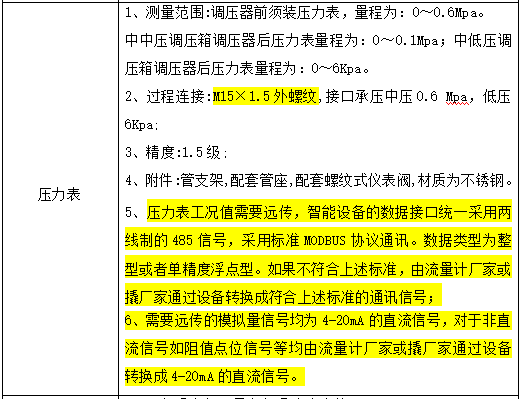 1、测量范围:调压器前须装压力表，量程为: 0～0.6Mpa。
中中压调压箱调压器后压力表量程为: 0～0.1Mpa; 中低压调
压箱调压器后压力表量程为: 0～6Kpa。
2、过程连接:M15×1.5外螺纹,接口承压中压0.6 Mpa，低压
6Kpa;
3、精度:1.5级;
压力表
4、附件:管支架,配套管座,配套螺纹式仪表阀,材质为不锈钢。
5、压力表工况值需要远传，智能设备的数据接口统一采用两
线制的485信号，采用标准MODBUS协议通讯。数据类型为整
型或者单精度浮点型。如果不符合上述标准，由流量计厂家或
撬厂家通过设备转换成符合上述标准的通讯信号;
6、需要远传的模拟量信号均为4-20mA的直流信号,对于非直
流信号如阻值点位信号等均由流量计厂家或撬厂家通过设备
转换成4-20mA的直流信号。